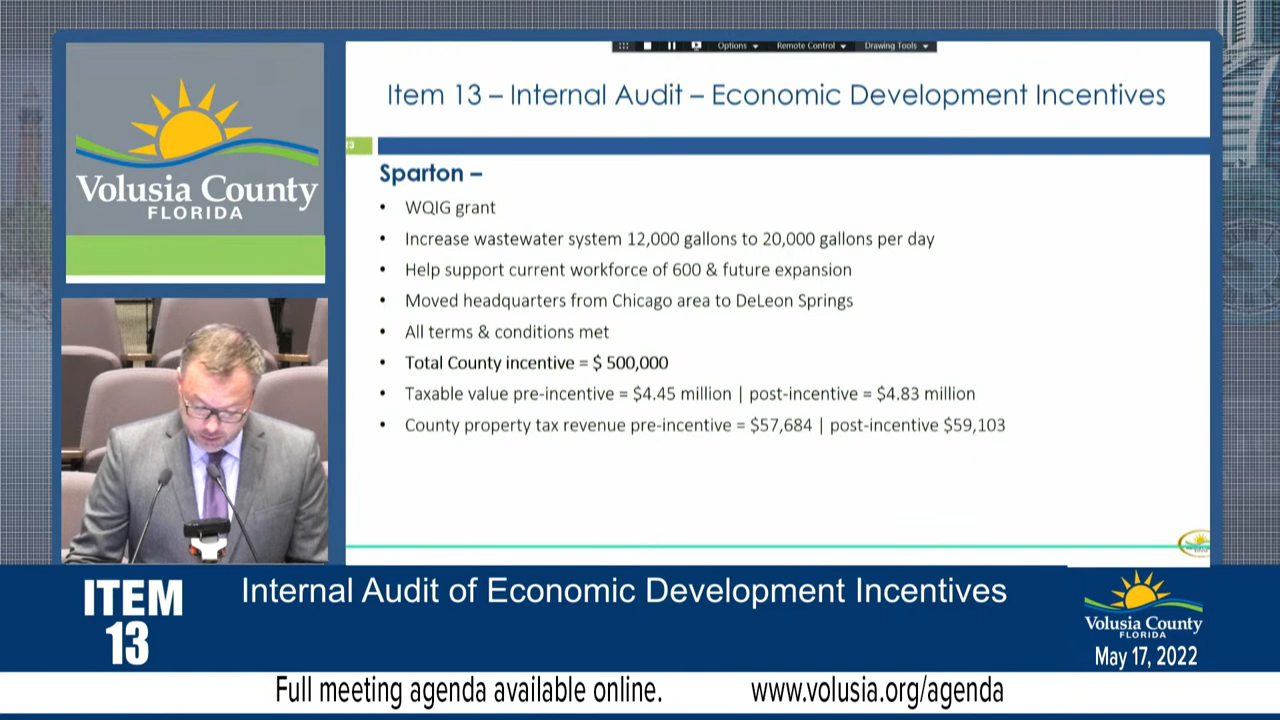 Options
Remote Control
Drawing Tools
Item 13 – Internal Audit – Economic Development Incentives
23
Volusia County
FLORIDA
Sparton –
• WQIG grant
• Increase wastewater system 12,000 gallons to 20,000 gallons per day
• Help support current workforce of 600 & future expansion
• Moved headquarters from Chicago area to DeLeon Springs
• All terms & conditions met
• Total County incentive = $ 500,000
• Taxable value pre-incentive = $4.45 million | post-incentive = $4.83 million
• County property tax revenue pre-incentive = $57,684 | post-incentive $59,103
ITEM
13
Internal Audit of Economic Development Incentives
Volusia County
FLORIDA
May 17, 2022
Full meeting agenda available online.
www.volusia.org/agenda